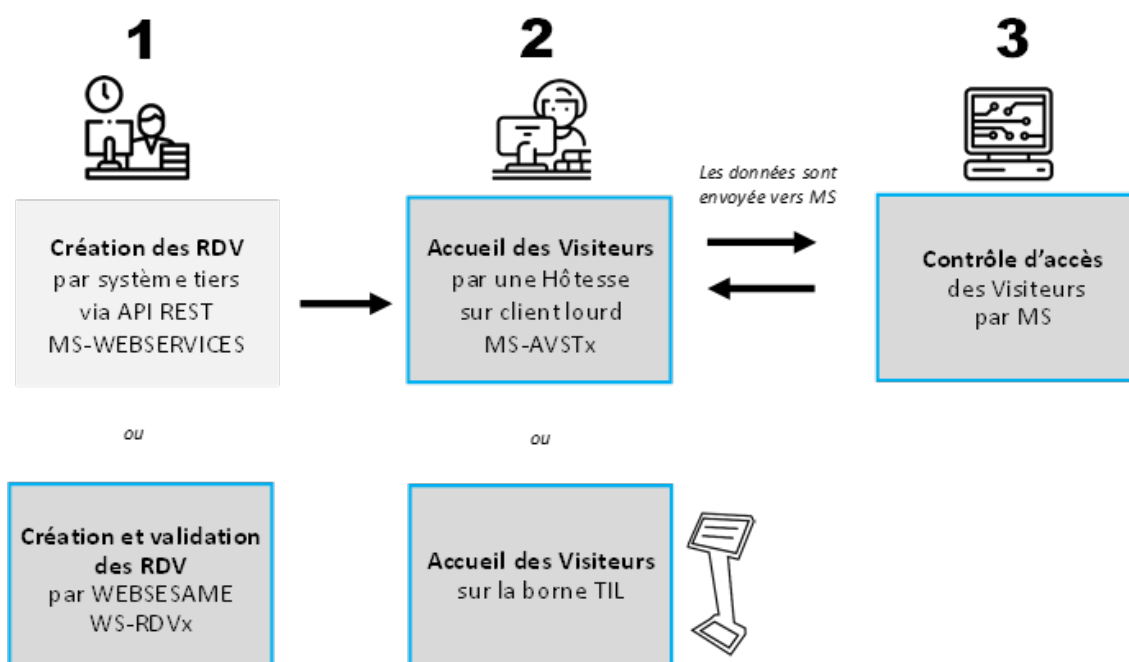 1
2
3
Création des RDV
par système tiers
via API REST
MS-WEBSERVICES
Accueil des Visiteurs
par une Hôtesse
sur client lourd
MS-AVSTx
Les données sont
envoyée vers MS
Contrôle d'accès
des Visiteurs
par MS
ou
ou
Création et validation
des RDV
par WEBSESAME
WS-RDVx
Accueil des Visiteurs
sur la borne TIL